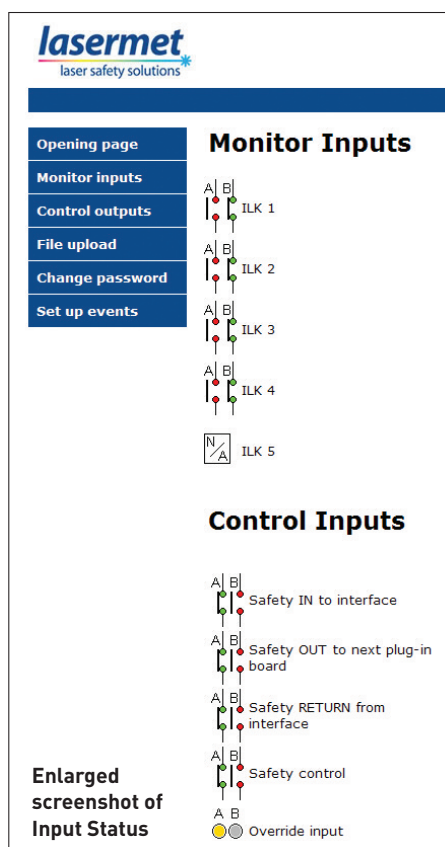 lasermet
laser safety solutions
Opening page
Monitor inputs
Control outputs
File upload
Change password
Set up events
Monitor Inputs
A B
ILK 1
A B
ILK 2
A B
ILK 3
A B
ILK 4
N/A
ILK 5
Control Inputs
A B
Safety IN to interface
A B
Safety OUT to next plug-in
board
A B
Safety RETURN from
interface
A B
Safety control
A B
Override input
Enlarged
screenshot of
Input Status